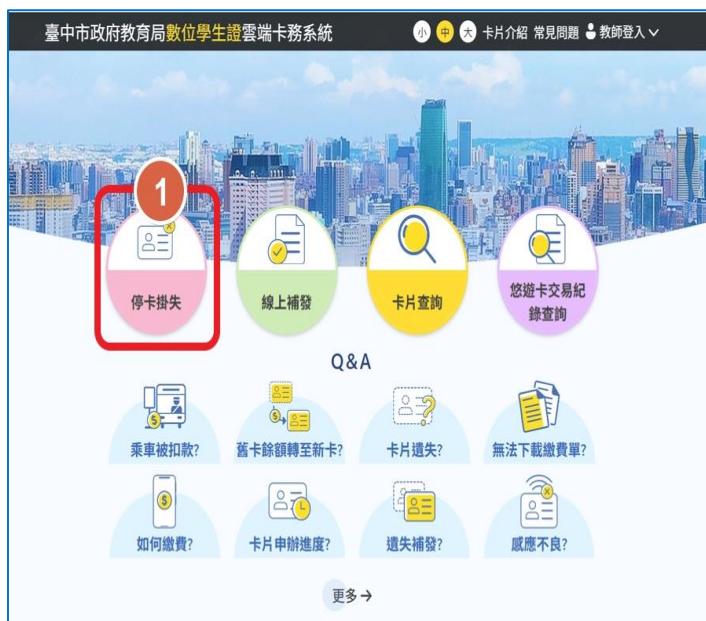 臺中市政府教育局數位學生證雲端卡務系統 小 中 大 卡片介紹 常見問題 教師登入
1
停卡掛失
線上補發
卡片查詢
悠遊卡交易紀
錄查詢
Q&A
乘車被扣款?
舊卡餘額轉至新卡?
卡片遺失?
無法下載繳費單?
如何繳費?
卡片申辦進度?
遺失補發?
感應不良?
更多→